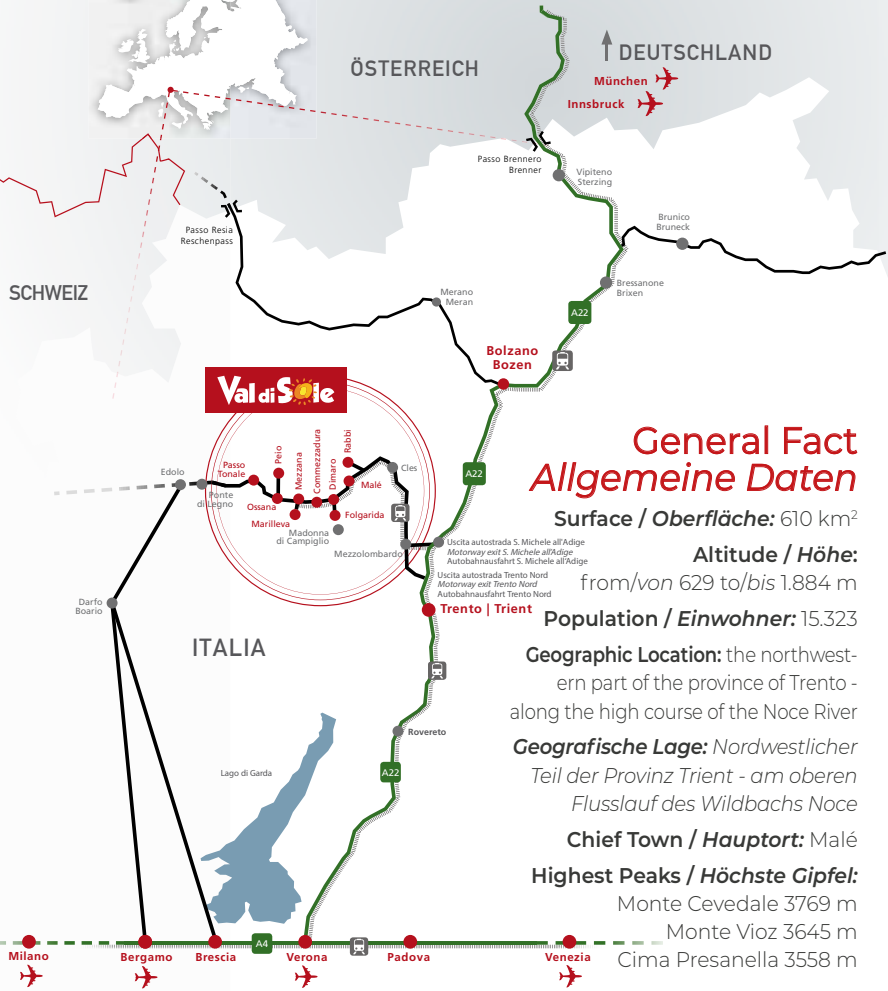 ÖSTERREICH
DEUTSCHLAND
München
Innsbruck
Passo Brennero
Brenner
Vipiteno
Sterzing
Brunico
Bruneck
Passo Resia
Reschenpass
SCHWEIZ
Merano
Meran
Bressanone
Brixen
A22
Bolzano
Bozen
Val di Sole
A22
Edolo
Ponte
di Legno
Passo
Tonale
Peio
Mezzana
Commezzadura
Dimaro
Rabbi
Cles
Malé
Ossana
Marilleva
Folgarida
Madonna
di Campiglio
Mezzolombardo
Uscita autostrada S. Michele all'Adige
Motorway exit S. Michele all'Adige
Autobahnausfahrt S. Michele all'Adige
Uscita autostrada Trento Nord
Motorway exit Trento Nord
Autobahnausfahrt Trento Nord
Trento | Trient
Darfo
Boario
ITALIA
Rovereto
Lago di Garda
A22
A4
Milano
Bergamo
Brescia
Verona
Padova
Venezia
General Fact
Allgemeine Daten
Surface / Oberfläche: 610 km²
Altitude / Höhe:
from/von 629 to/bis 1.884 m
Population / Einwohner: 15.323
Geographic Location: the northwest-
ern part of the province of Trento -
along the high course of the Noce River
Geografische Lage: Nordwestlicher
Teil der Provinz Trient - am oberen
Flusslauf des Wildbachs Noce
Chief Town / Hauptort: Malé
Highest Peaks / Höchste Gipfel:
Monte Cevedale 3769 m
Monte Vioz 3645 m
Cima Presanella 3558 m